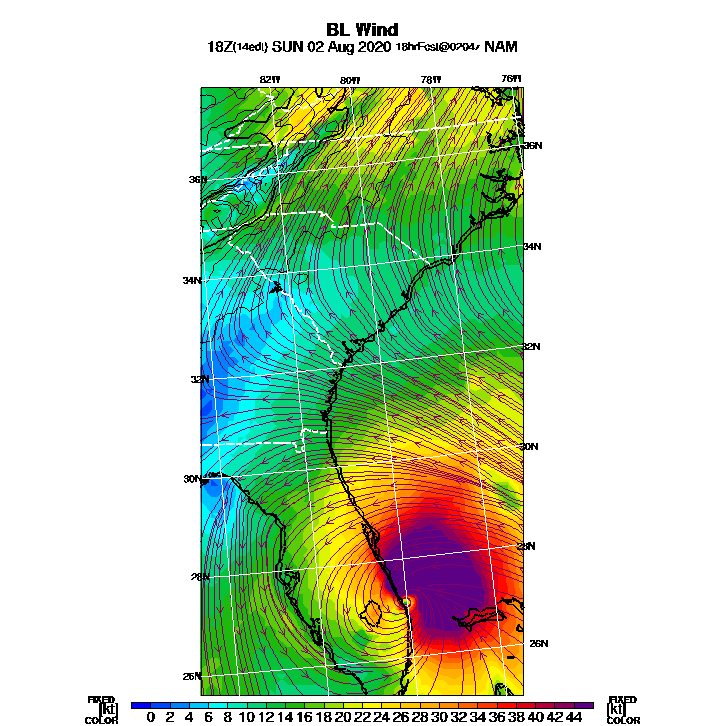 BL Wind
18Z(14edt) SUN 02 Aug 2020 18hrFcst@0204z NAM
82W 80W 78W 76W
36N
36N
34N
34N
32N
32N
30N
30N
28N
28N
26N
26N
FIXED [kt] COLOR
0 2 4 6 8 10 12 14 16 18 20 22 24 26 28 30 32 34 36 38 40 42 44
FIXED [kt] COLOR